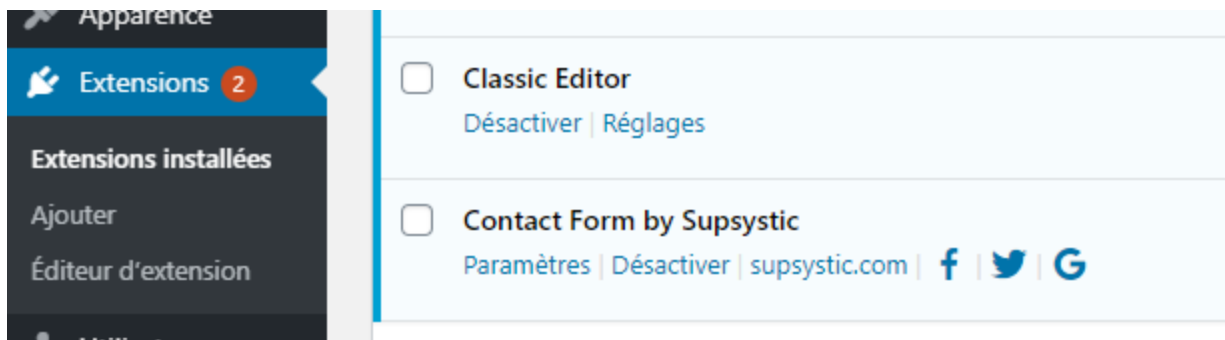 Apparence
Extensions 2
Extensions installées
Ajouter
Éditeur d'extension
Classic Editor
Désactiver | Réglages
Contact Form by Supsystic
Paramètres | Désactiver | supsystic.com | f | | G